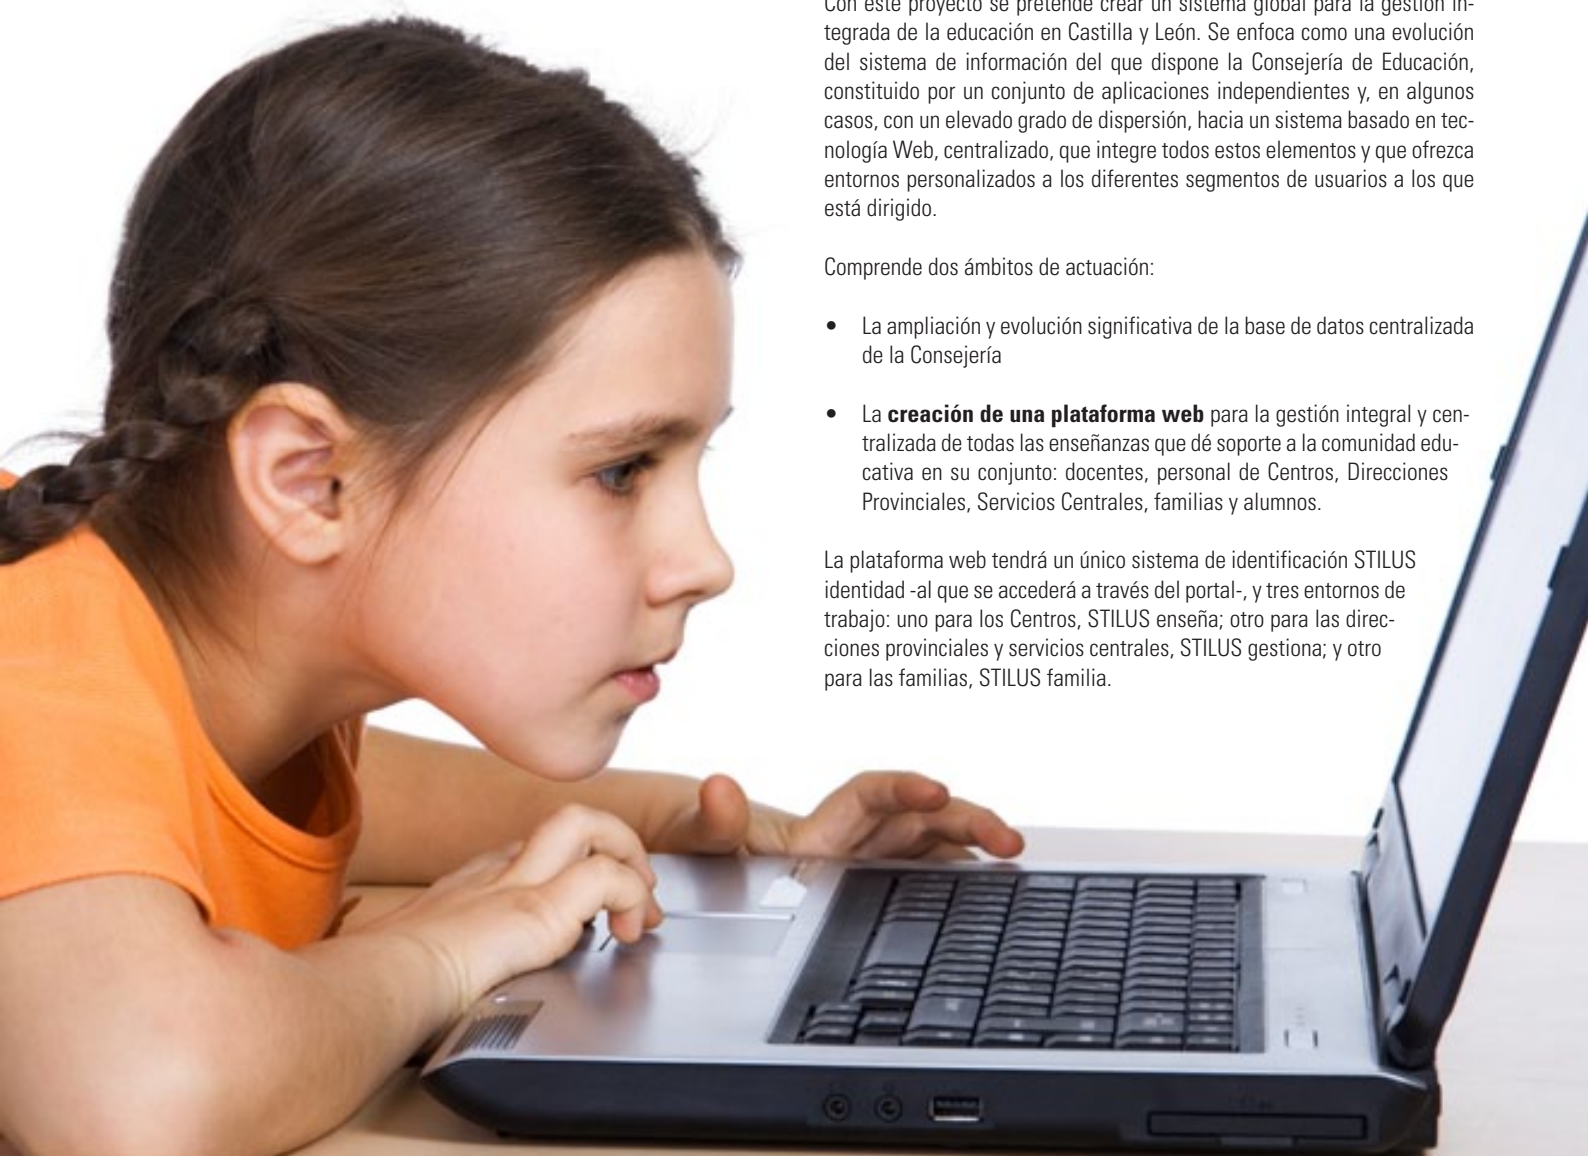 Con este proyecto se pretende crear un sistema global para la gestión in-
tegrada de la educación en Castilla y León. Se enfoca como una evolución
del sistema de información del que dispone la Consejería de Educación,
constituido por un conjunto de aplicaciones independientes y, en algunos
casos, con un elevado grado de dispersión, hacia un sistema basado en tec-
nología Web, centralizado, que integre todos estos elementos y que ofrezca
entornos personalizados a los diferentes segmentos de usuarios a los que
está dirigido.
Comprende dos ámbitos de actuación:
• La ampliación y evolución significativa de la base de datos centralizada
de la Consejería
• La creación de una plataforma web para la gestión integral y cen-
tralizada de todas las enseñanzas que dé soporte a la comunidad edu-
cativa en su conjunto: docentes, personal de Centros, Direcciones
Provinciales, Servicios Centrales, familias y alumnos.
La plataforma web tendrá un único sistema de identificación STILUS
identidad -al que se accederá a través del portal-, y tres entornos de
trabajo: uno para los Centros, STILUS enseña; otro para las direc-
ciones provinciales y servicios centrales, STILUS gestiona; y otro
para las familias, STILUS familia.